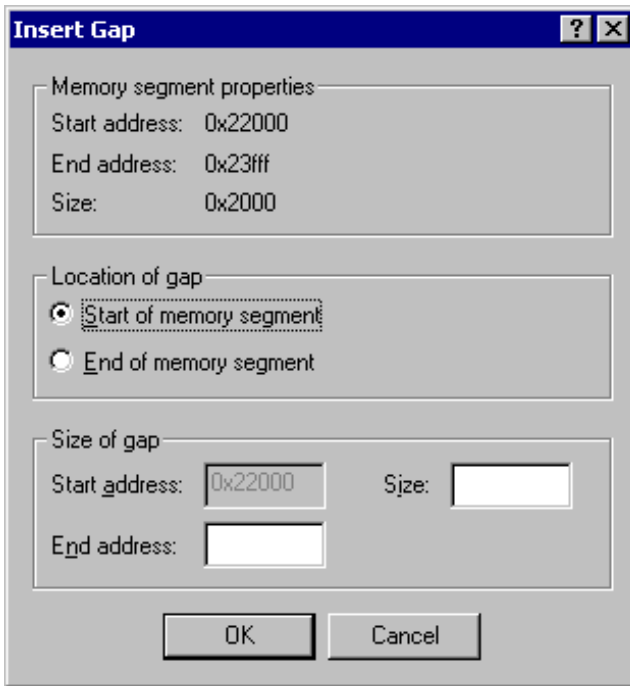 Insert Gap
Memory segment properties
Start address: 0x22000
End address: 0x23fff
Size: 0x2000
Location of gap
Start of memory segment
End of memory segment
Size of gap
Start address: 0x22000 Size:
End address:
OK Cancel